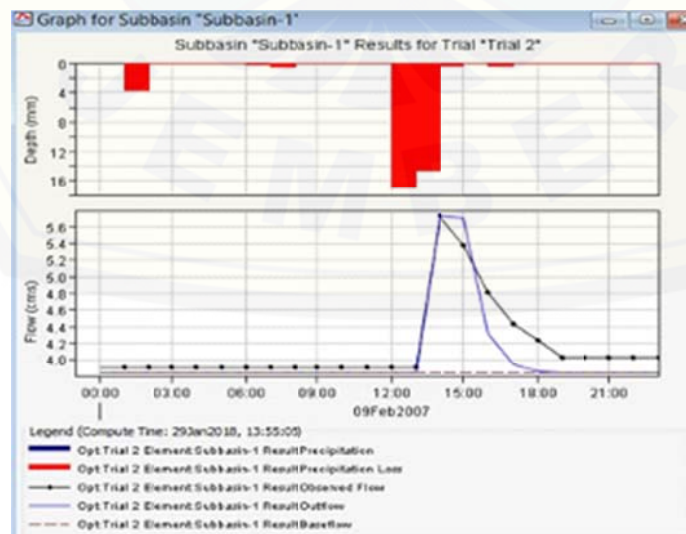 Graph for Subbasin "Subbasin-1"
Subbasin "Subbasin-1" Results for Trial "Trial 2"
0
4
8
12
16
Depth (mm)
5.6
5.4
5.2
5.0
4.8
4.6
4.4
4.2
4.0
Flow (cms)
00:00 03:00 06:00 09:00 12:00 15:00 18:00 21:00
09Feb2007
Legend (Compute Time: 29Jan2018, 13:55:05)
Opt:Trial 2 Element:Subbasin-1 Result:Precipitation
Opt:Trial 2 Element:Subbasin-1 Result:Precipitation Loss
Opt:Trial 2 Element:Subbasin-1 Result:Observed Flow
Opt:Trial 2 Element:Subbasin-1 Result:Outflow
Opt:Trial 2 Element:Subbasin-1 Result:Baseflow